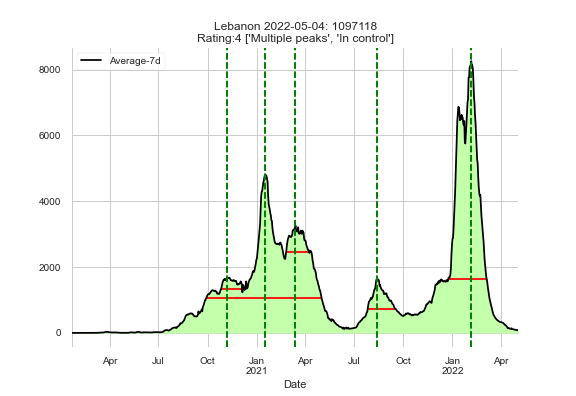 Lebanon 2022-05-04: 1097118
Rating:4 ['Multiple peaks', 'In control']
Average-7d
8000
6000
4000
2000
0
Apr Jul Oct Jan Apr Jul Oct Jan Apr
2021 2022
Date